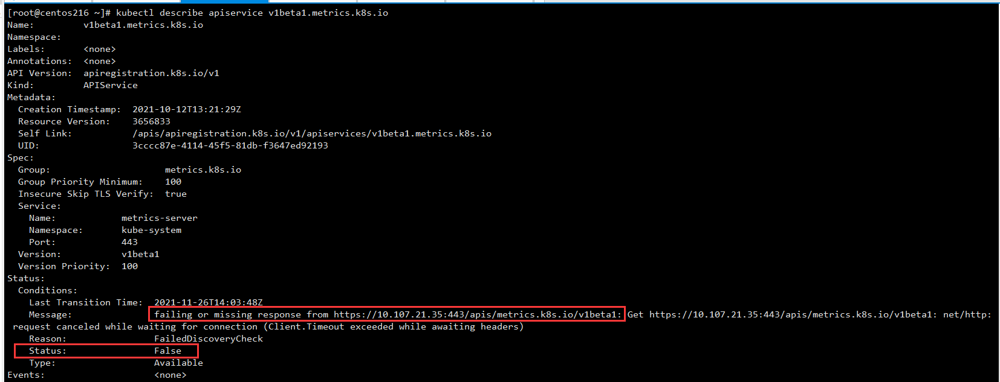 [root@centos216 ~]# kubectl describe apiservice v1beta1.metrics.k8s.io
Name:         v1beta1.metrics.k8s.io
Namespace:
Labels:       <none>
Annotations:  <none>
API Version:  apiregistration.k8s.io/v1
Kind:         APIService
Metadata:
  Creation Timestamp:  2021-10-12T13:21:29Z
  Resource Version:    3656833
  Self Link:           /apis/apiregistration.k8s.io/v1/apiservices/v1beta1.metrics.k8s.io
  UID:                 3cccc87e-4114-45f5-81db-f3647ed92193
Spec:
  Group:                     metrics.k8s.io
  Group Priority Minimum:    100
  Insecure Skip TLS Verify:  true
  Service:
    Name:            metrics-server
    Namespace:       kube-system
    Port:            443
  Version:           v1beta1
  Version Priority:  100
Status:
  Conditions:
    Last Transition Time:  2021-11-26T14:03:48Z
    Message:               failing or missing response from https://10.107.21.35:443/apis/metrics.k8s.io/v1beta1: Get https://10.107.21.35:443/apis/metrics.k8s.io/v1beta1: net/http:
 request canceled while waiting for connection (Client.Timeout exceeded while awaiting headers)
    Reason:                FailedDiscoveryCheck
    Status:                False
    Type:                  Available
Events:                    <none>